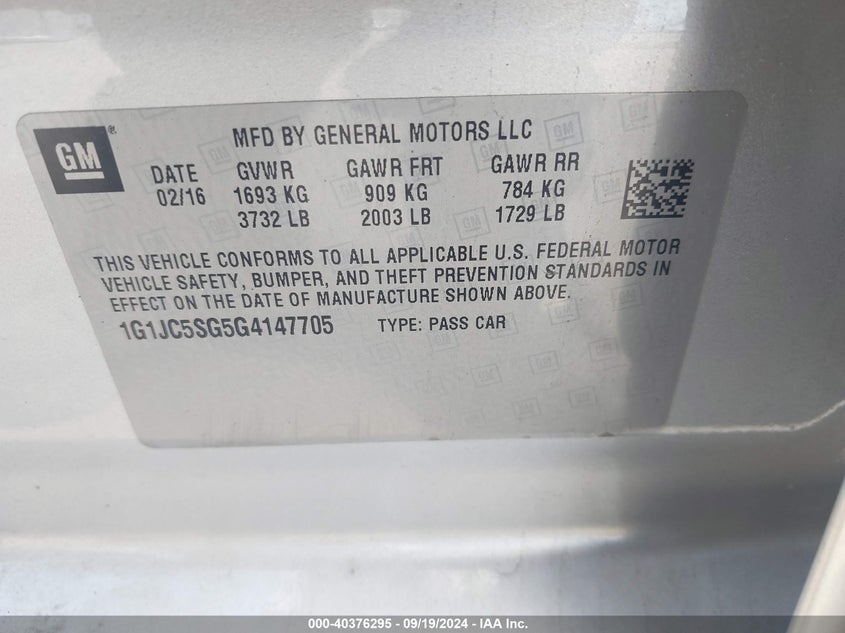 GM®
MFD BY GENERAL MOTORS LLC
DATE GVWR GAWR FRT GAWR RR
02/16 1693 KG 909 KG 784 KG
3732 LB 2003 LB 1729 LB
THIS VEHICLE CONFORMS TO ALL APPLICABLE U.S. FEDERAL MOTOR
VEHICLE SAFETY, BUMPER, AND THEFT PREVENTION STANDARDS IN
EFFECT ON THE DATE OF MANUFACTURE SHOWN ABOVE.
1G1JC5SG5G4147705 TYPE: PASS CAR
000-40376295 - 09/19/2024 - IAA Inc.